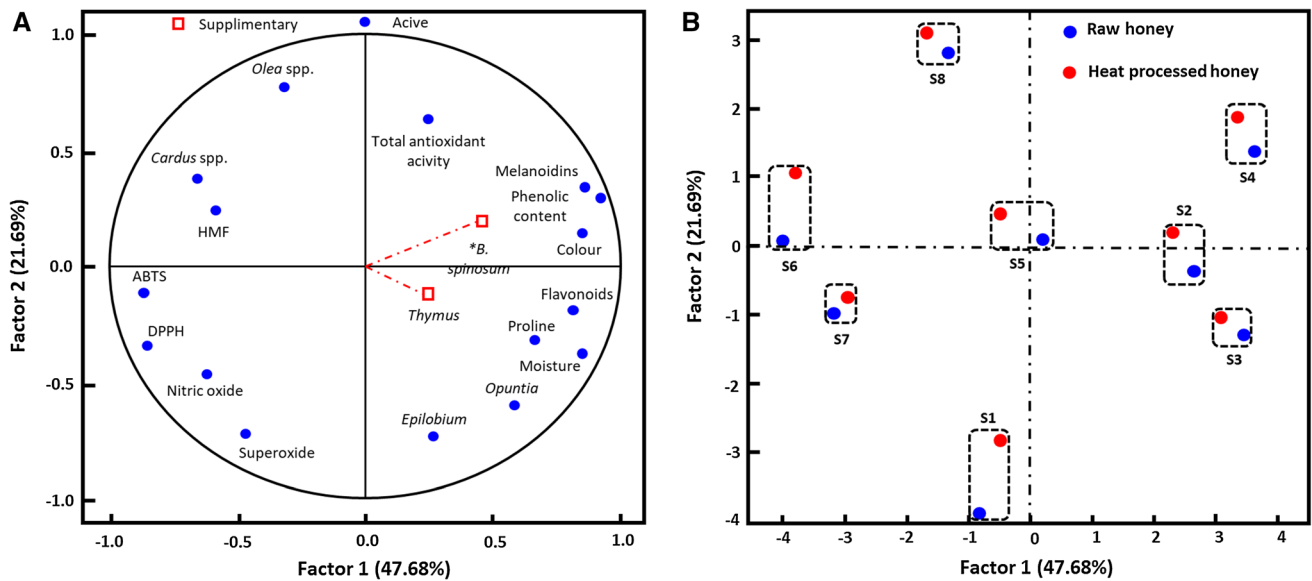 A
Supplimentary
Acive
1.0
0.5
0.0
-0.5
-1.0
Factor 2 (21.69%)
Olea spp.
Cardus spp.
HMF
Total antioxidant
acivity
Melanoidins
Phenolic
content
Colour
*B.
spinosum
Thymus
ABTS
DPPH
Nitric oxide
Superoxide
Flavonoids
Proline
Moisture
Opuntia
Epilobium
-1.0
-0.5
0.0
0.5
1.0
Factor 1 (47.68%)
B
Raw honey
Heat processed honey
3
2
1
0
-1
-2
-3
-4
Factor 2 (21.69%)
S8
S4
S2
S5
S6
S7
S3
S1
-4
-3
-2
-1
0
1
2
3
4
Factor 1 (47.68%)